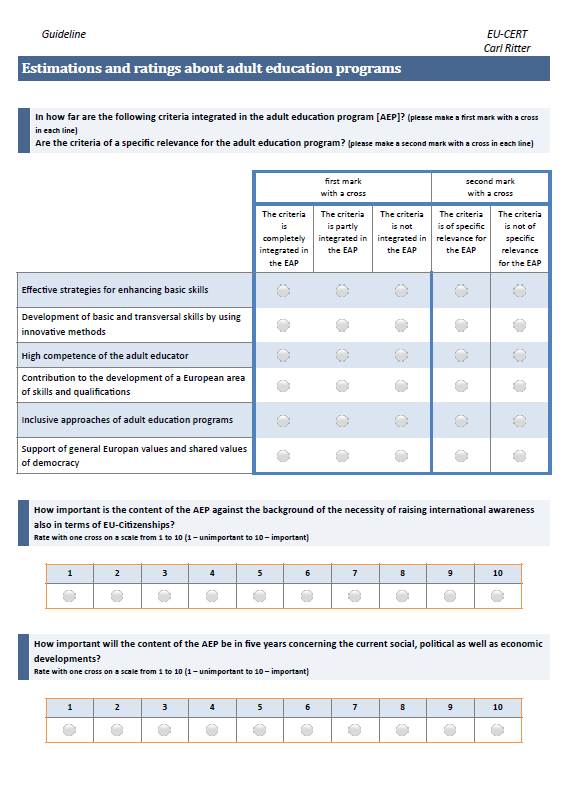 Guideline
EU-CERT
Carl Ritter
Estimations and ratings about adult education programs
In how far are the following criteria integrated in the adult education program [AEP]? (please make a first mark with a cross
in each line)
Are the criteria of a specific relevance for the adult education program? (please make a second mark with a cross in each line)
first mark
with a cross
second mark
with a cross
The criteria
is
completely
integrated in
the EAP
The criteria
is partly
integrated in
the EAP
The criteria
is not
integrated in
the EAP
The criteria
is of specific
relevance for
the EAP
The criteria
is not of
specific
relevance
for the EAP
Effective strategies for enhancing basic skills
Development of basic and transversal skills by using
innovative methods
High competence of the adult educator
Contribution to the development of a European area
of skills and qualifications
Inclusive approaches of adult education programs
Support of general Europan values and shared values
of democracy
How important is the content of the AEP against the background of the necessity of raising international awareness
also in terms of EU-Citizenships?
Rate with one cross on a scale from 1 to 10 (1 – unimportant to 10 – important)
1 2 3 4 5 6 7 8 9 10
How important will the content of the AEP be in five years concerning the current social, political as well as economic
developments?
Rate with one cross on a scale from 1 to 10 (1 – unimportant to 10 – important)
1 2 3 4 5 6 7 8 9 10